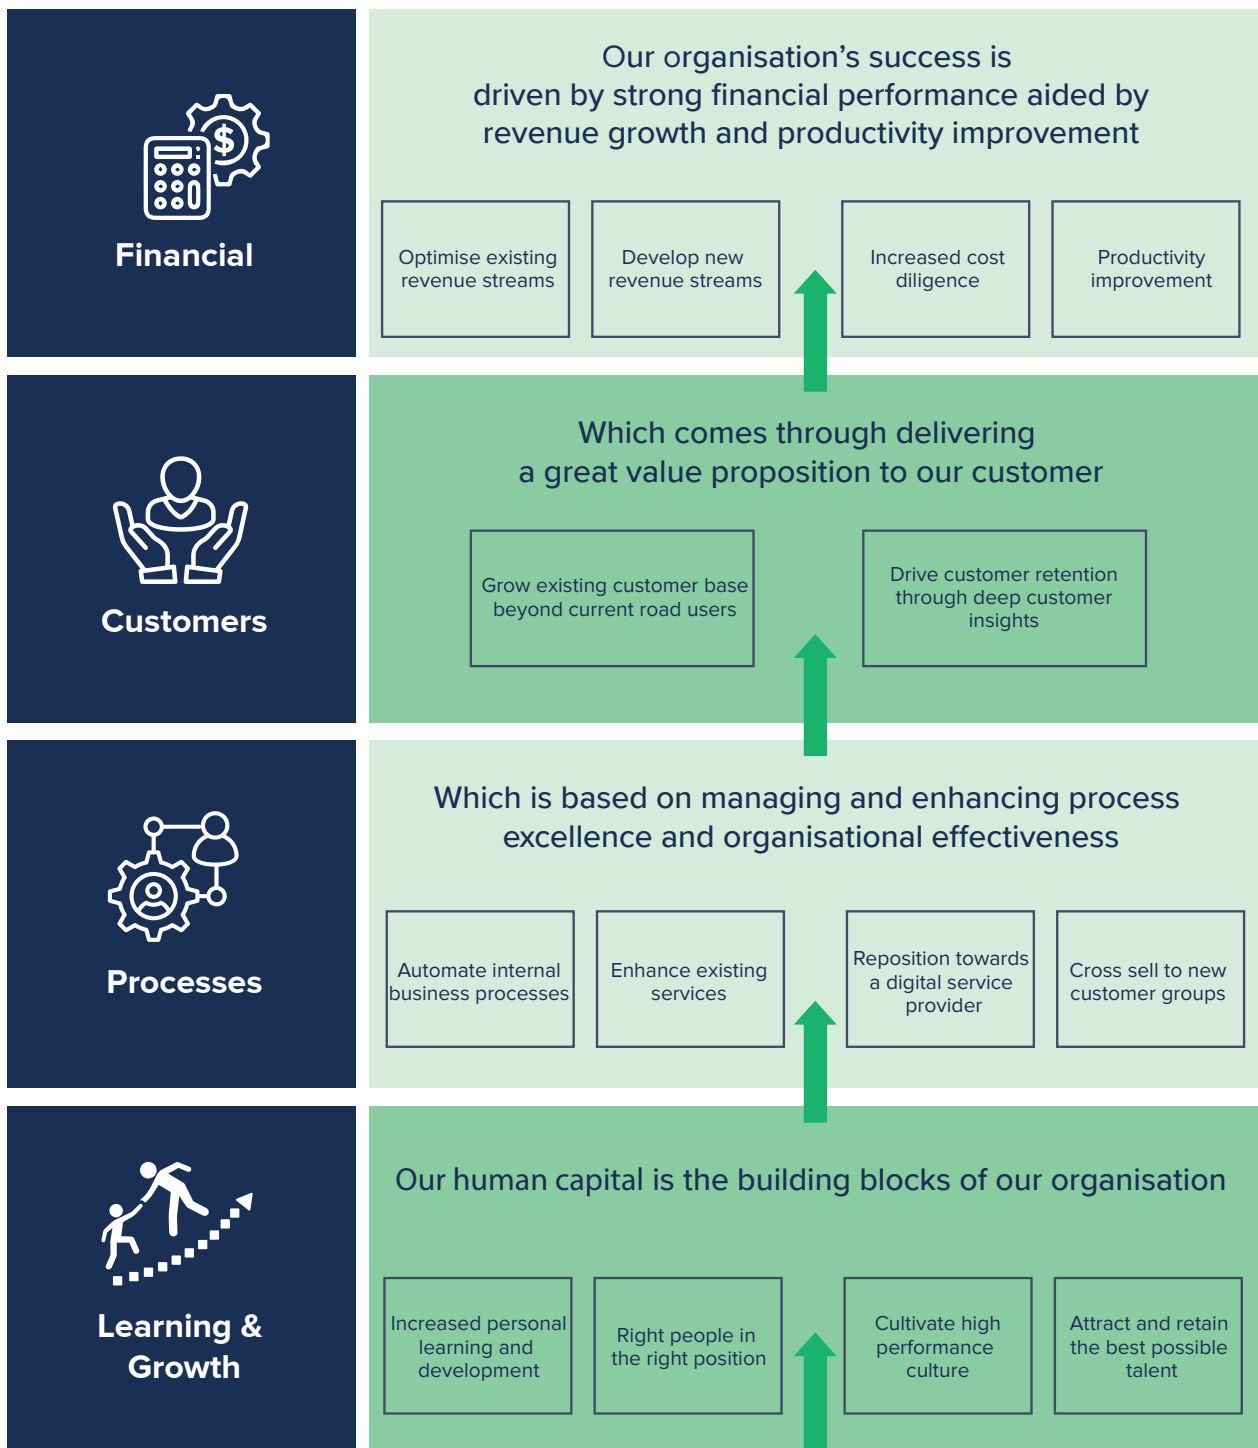 $
Financial
Our organisation’s success is
driven by strong financial performance aided by
revenue growth and productivity improvement
Optimise existing
revenue streams
Develop new
revenue streams
Increased cost
diligence
Productivity
improvement
Customers
Which comes through delivering
a great value proposition to our customer
Grow existing customer base
beyond current road users
Drive customer retention
through deep customer
insights
Processes
Which is based on managing and enhancing process
excellence and organisational effectiveness
Automate internal
business processes
Enhance existing
services
Reposition towards
a digital service
provider
Cross sell to new
customer groups
Learning &
Growth
Our human capital is the building blocks of our organisation
Increased personal
learning and
development
Right people in
the right position
Cultivate high
performance
culture
Attract and retain
the best possible
talent